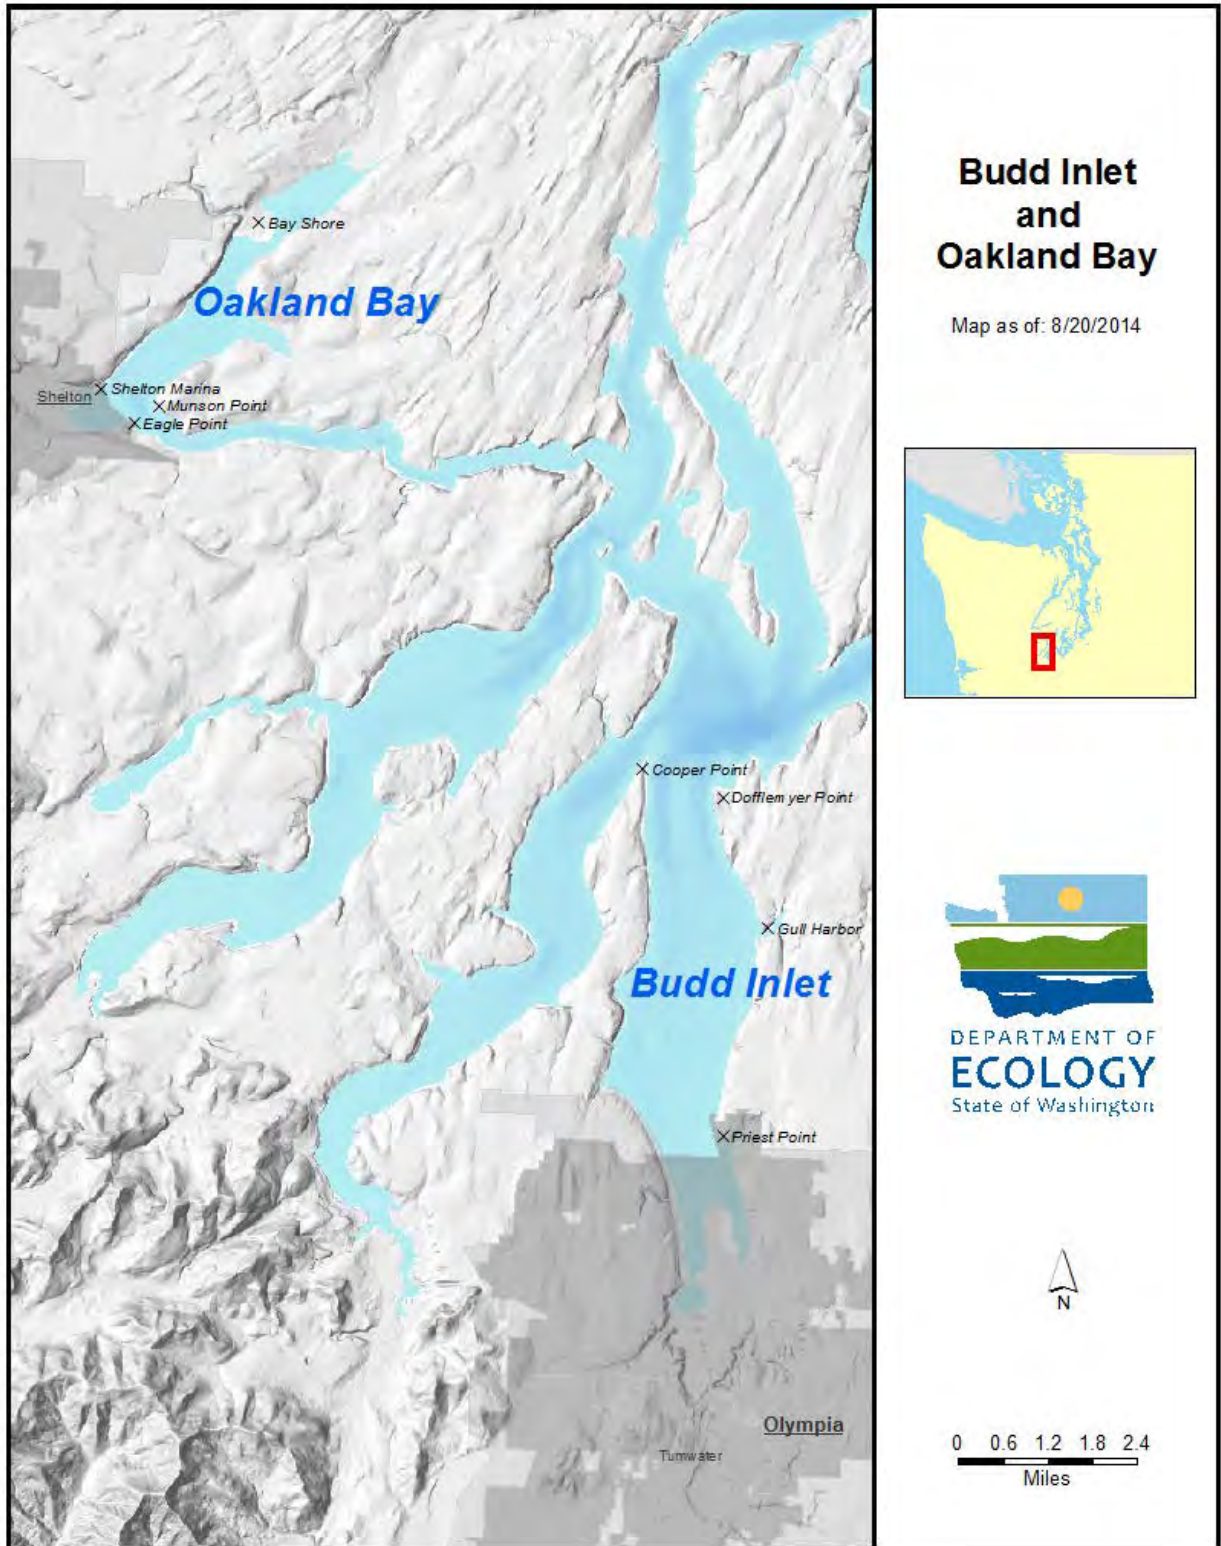 Bay Shore
Oakland Bay
Shelton
Shelton Marina
Munson Point
Eagle Point
Cooper Point
Dofflemyer Point
Gull Harbor
Budd Inlet
Priest Point
Olympia
Tumwater
Budd Inlet
and
Oakland Bay
Map as of: 8/20/2014
DEPARTMENT OF
ECOLOGY
State of Washington
N
0 0.6 1.2 1.8 2.4
Miles